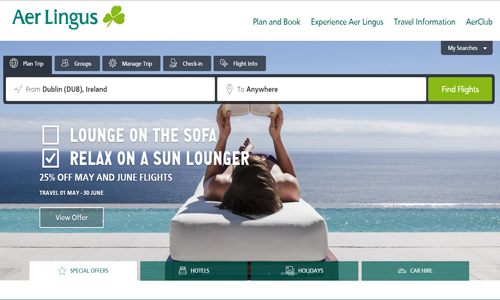 Aer Lingus
Plan and Book Experience Aer Lingus Travel Information AerClub
My Searches
Plan Trip Groups Manage Trip Check-in Flight Info
From Dublin (DUB), Ireland To Anywhere Find Flights
LOUNGE ON THE SOFA
RELAX ON A SUN LOUNGER
25% OFF MAY AND JUNE FLIGHTS
TRAVEL 01 MAY - 30 JUNE
View Offer
SPECIAL OFFERS HOTELS HOLIDAYS CAR HIRE